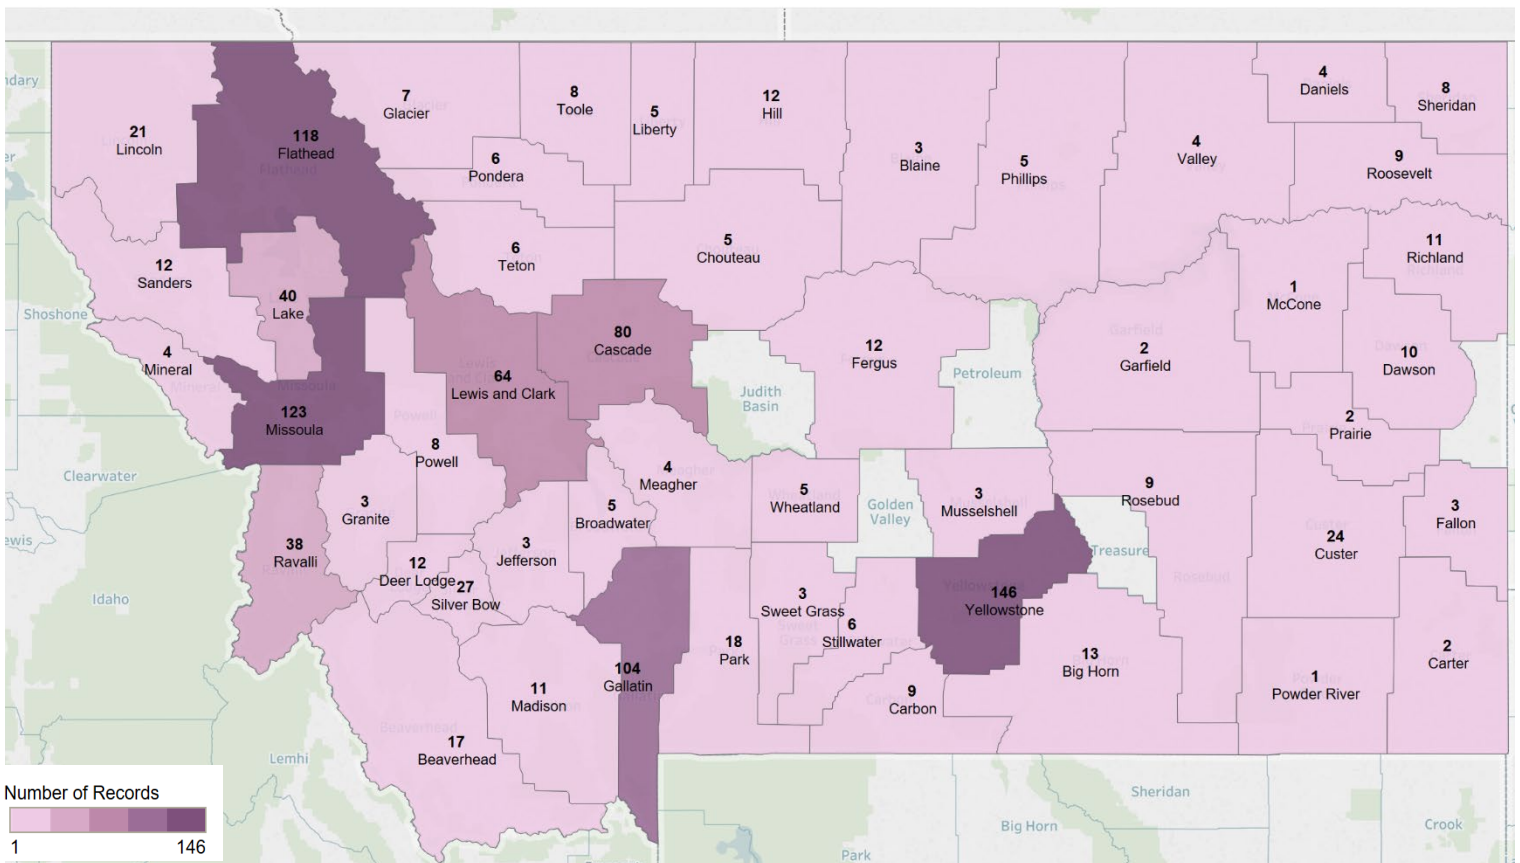 7
Glacier
8
Toole
5
Liberty
12
Hill
3
Blaine
5
Phillips
4
Valley
4
Daniels
8
Sheridan
9
Roosevelt
21
Lincoln
118
Flathead
6
Pondera
6
Teton
5
Chouteau
11
Richland
1
McCone
12
Sanders
40
Lake
Shoshone
4
Mineral
80
Cascade
64
Lewis and Clark
12
Fergus
Petroleum
Judith
Basin
2
Garfield
10
Dawson
123
Missoula
8
Powell
2
Prairie
Clearwater
4
Meagher
5
Wheatland
Golden
Valley
3
Musselshell
9
Rosebud
3
Fallon
3
Granite
5
Broadwater
38
Ravalli
3
Jefferson
Treasure
24
Custer
12
Deer Lodge
27
Silver Bow
Idaho
3
Sweet Grass
6
Stillwater
146
Yellowstone
18
Park
104
Gallatin
13
Big Horn
2
Carter
1
Powder River
11
Madison
9
Carbon
17
Beaverhead
Lemhi
Number of Records
1 146
Sheridan
Big Horn
Crook
Park